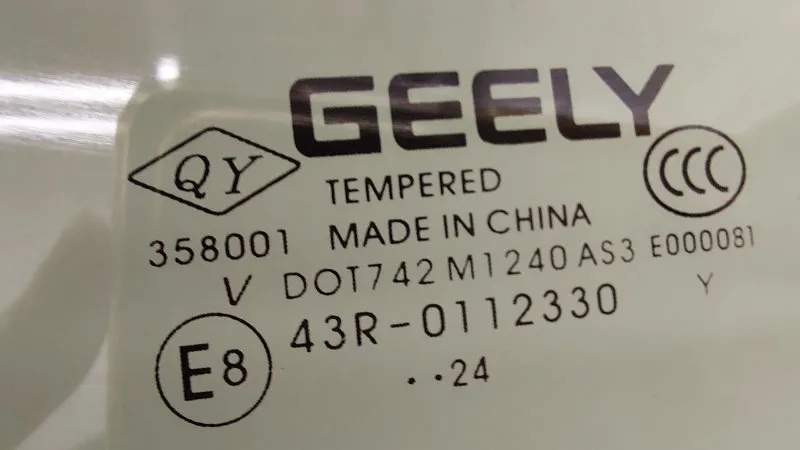 GEELY
QY
TEMPERED
CCC
358001 MADE IN CHINA
V DOT742 M1240 AS3 E000081
E8 43R-0112330 Y
..24